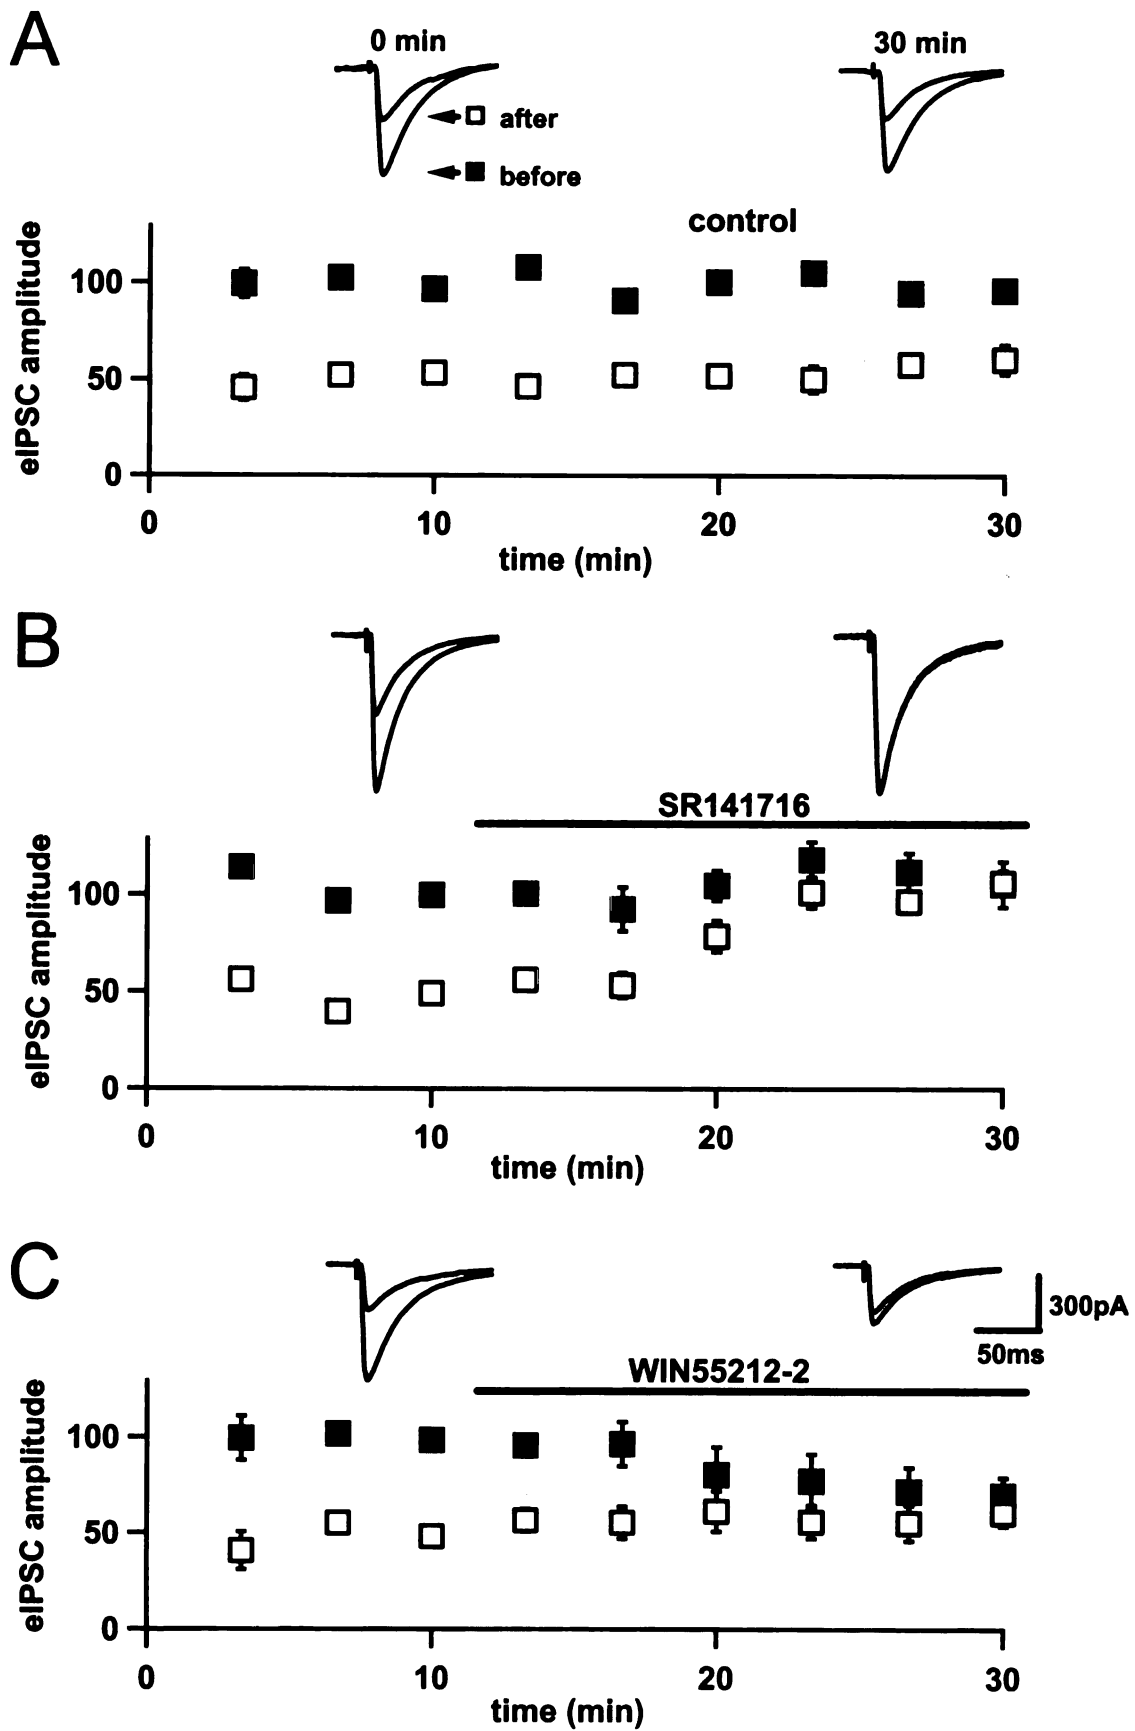 A
0 min
30 min
after
before
control
eIPSC amplitude
100
50
0
0 10 20 30
time (min)
B
SR141716
eIPSC amplitude
100
50
0
0 10 20 30
time (min)
C
300pA
50ms
WIN55212-2
eIPSC amplitude
100
50
0
0 10 20 30
time (min)